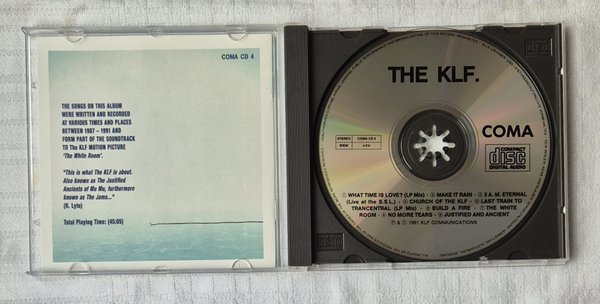 COMA CD 4
THE SONGS ON THIS ALBUM
WERE WRITTEN AND RECORDED
AT VARIOUS TIMES AND PLACES
BETWEEN 1987 - 1991 AND
FORM PART OF THE SOUNDTRACK
TO The KLF MOTION PICTURE
'The White Room'.
"This is what The KLF is about.
Also known as The Justified
Ancients of Mu Mu, furthermore
known as The Jams..."
(R. Lyte)
Total Playing Time: (45:05)
THE KLF.
STEREO
COMA CD 4
BIEM
COMA
COMPACT
disc
DIGITAL AUDIO
① WHAT TIME IS LOVE? (LP Mix) - ② MAKE IT RAIN - ③ 3 A.M. ETERNAL
(Live at the S.S.L.) - ④ CHURCH OF THE KLF - ⑤ LAST TRAIN TO
TRANCENTRAL (LP Mix) - ⑥ BUILD A FIRE - ⑦ THE WHITE
ROOM - ⑧ NO MORE TEARS - ⑨ JUSTIFIED AND ANCIENT
℗ & © 1991 KLF COMMUNICATIONS